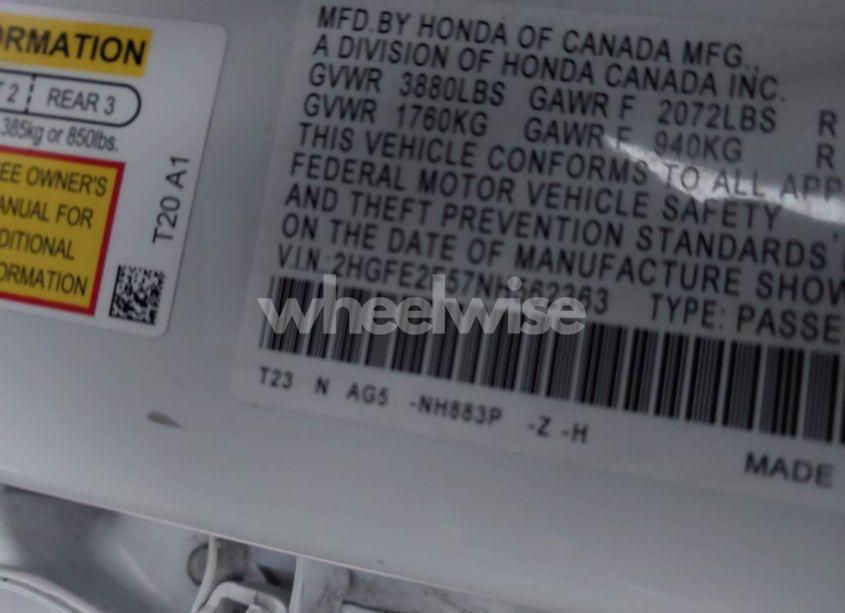 ORMATION
T 2 | REAR 3
385kg or 850lbs.
EE OWNER'S
ANUAL FOR
DITIONAL
ORMATION
T20 A1
MFD.BY HONDA OF CANADA MFG.,
A DIVISION OF HONDA CANADA INC.
GVWR 3880LBS GAWR F 2072LBS R
GVWR 1760KG GAWR F 940KG R
THIS VEHICLE CONFORMS TO ALL APP
FEDERAL MOTOR VEHICLE SAFETY
AND THEFT PREVENTION STANDARDS
ON THE DATE OF MANUFACTURE SHOW
V.I.N: TYPE: PASSE
wheelwise
T23 N AG5 -NH883P -Z -H
MADE